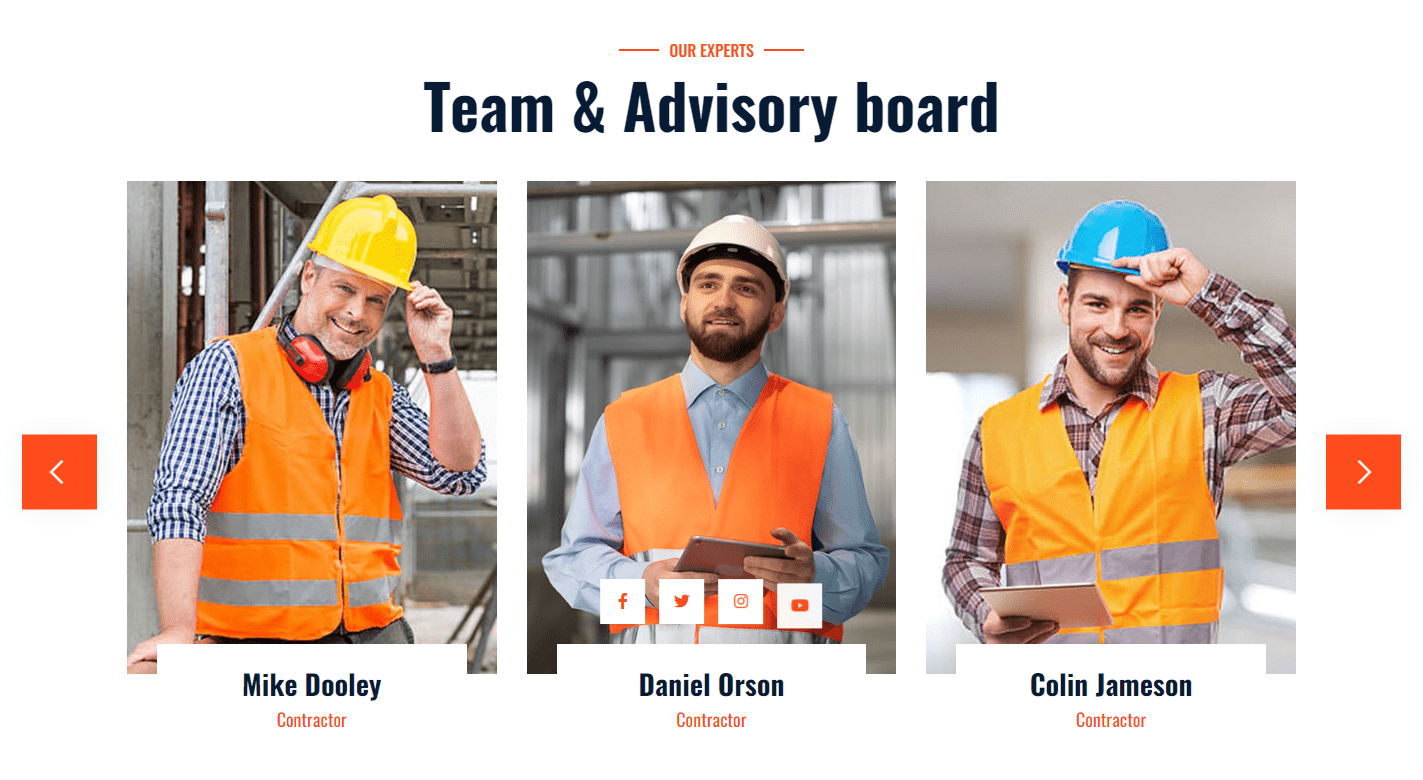 OUR EXPERTS
Team & Advisory board
Mike Dooley
Contractor
Daniel Orson
Contractor
Colin Jameson
Contractor